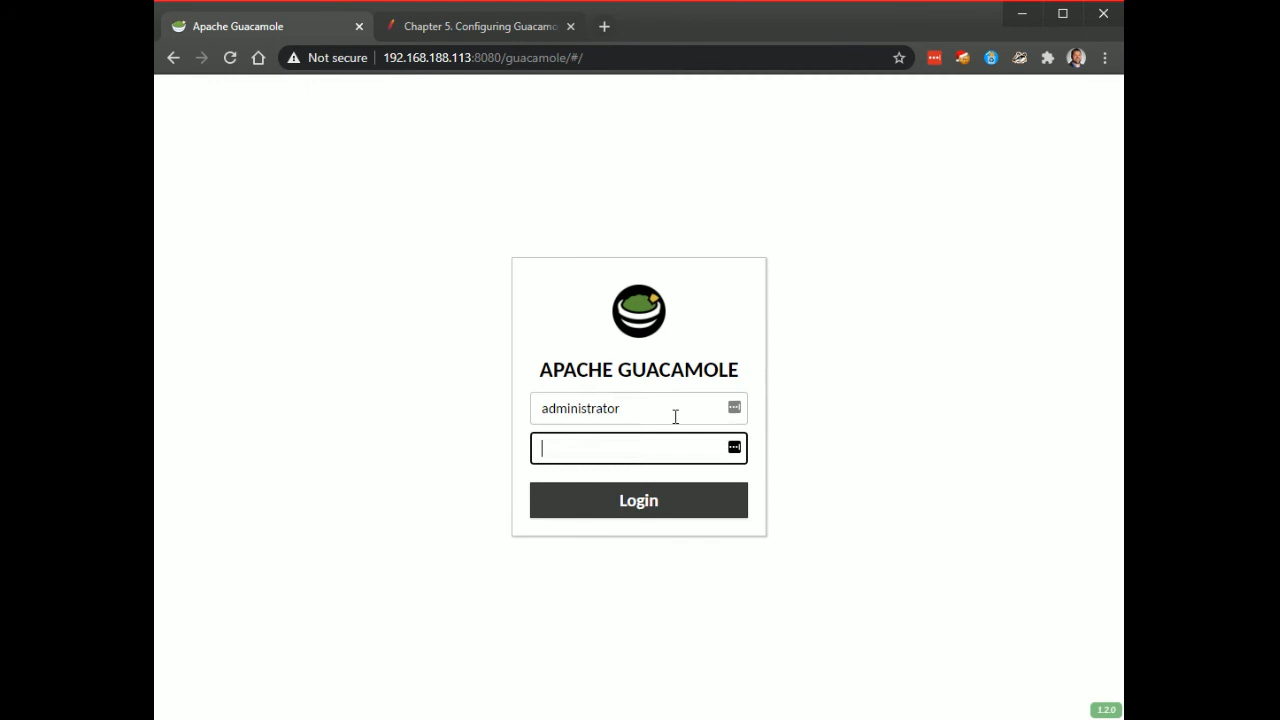 Apache Guacamole
Chapter 5. Configuring Guacamo
Not secure
192.168.188.113:8080/guacamole/#/
APACHE GUACAMOLE
administrator
Login
1.2.0